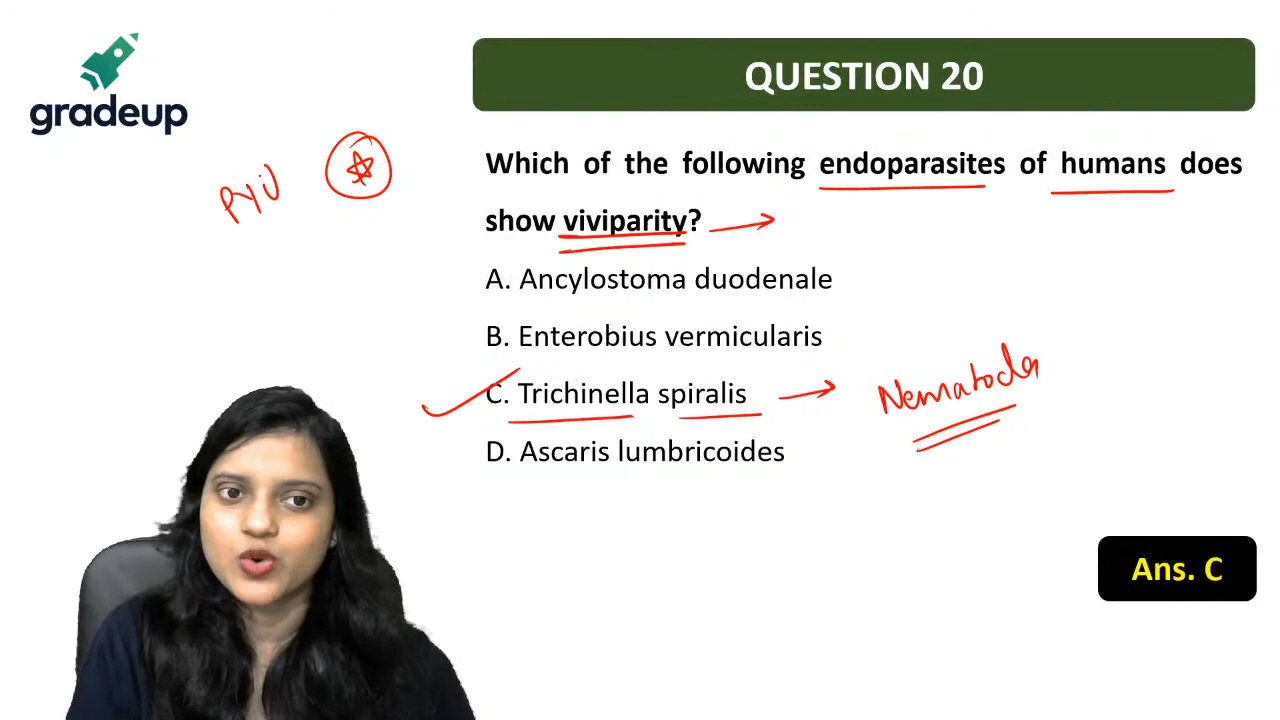 gradeup
QUESTION 20
PYQ
Which of the following endoparasites of humans does
show viviparity?
A. Ancylostoma duodenale
B. Enterobius vermicularis
C. Trichinella spiralis
Nematoda
D. Ascaris lumbricoides
Ans. C